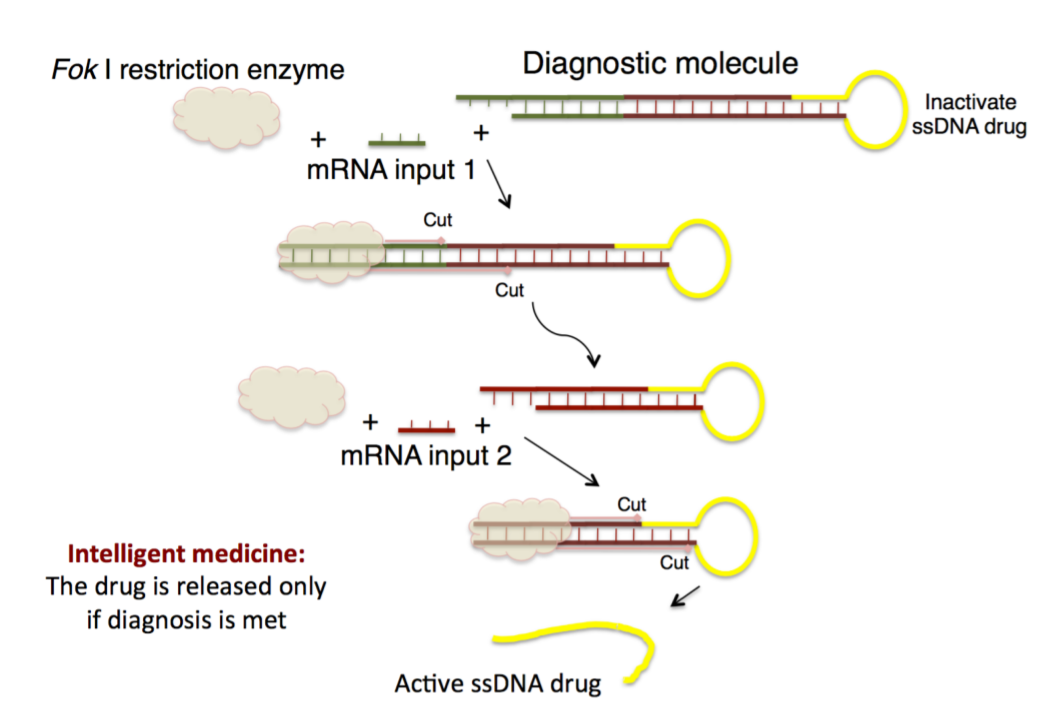 Fok I restriction enzyme
Diagnostic molecule
Inactivate
ssDNA drug
+
+
mRNA input 1
Cut
Cut
+
+
mRNA input 2
Cut
Cut
Intelligent medicine:
The drug is released only
if diagnosis is met
Active ssDNA drug